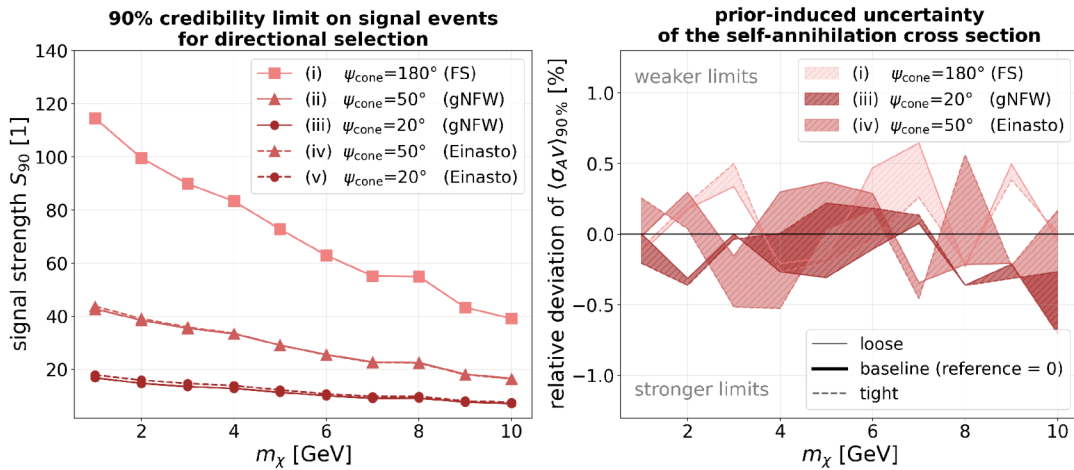 90% credibility limit on signal events
for directional selection
signal strength S₉₀ [1]
140
120
100
80
60
40
20
(i) ψcone=180° (FS)
(ii) ψcone=50° (gNFW)
(iii) ψcone=20° (gNFW)
(iv) ψcone=50° (Einasto)
(v) ψcone=20° (Einasto)
2 4 6 8 10
mχ [GeV]
prior-induced uncertainty
of the self-annihilation cross section
relative deviation of ⟨σAv⟩90% [%]
1.0
0.5
0.0
−0.5
−1.0
weaker limits
(i) ψcone=180° (FS)
(iii) ψcone=20° (gNFW)
(iv) ψcone=50° (Einasto)
stronger limits
loose
baseline (reference = 0)
tight
2 4 6 8 10
mχ [GeV]